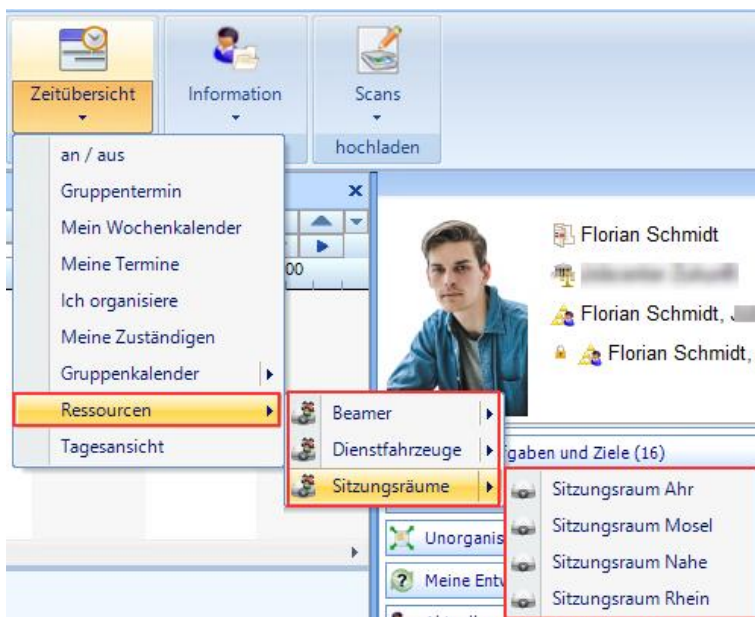 Zeitübersicht
Information
Scans
hochladen
an / aus
Gruppentermin
Mein Wochenkalender
Meine Termine
Ich organisiere
Meine Zuständigen
Gruppenkalender
Ressourcen
Tagesansicht
00
Beamer
Dienstfahrzeuge
Sitzungsräume
Sitzungsraum Ahr
Sitzungsraum Mosel
Sitzungsraum Nahe
Sitzungsraum Rhein
Florian Schmidt
Florian Schmidt, J
Florian Schmidt,
gaben und Ziele (16)
Unorganis
Meine Entw